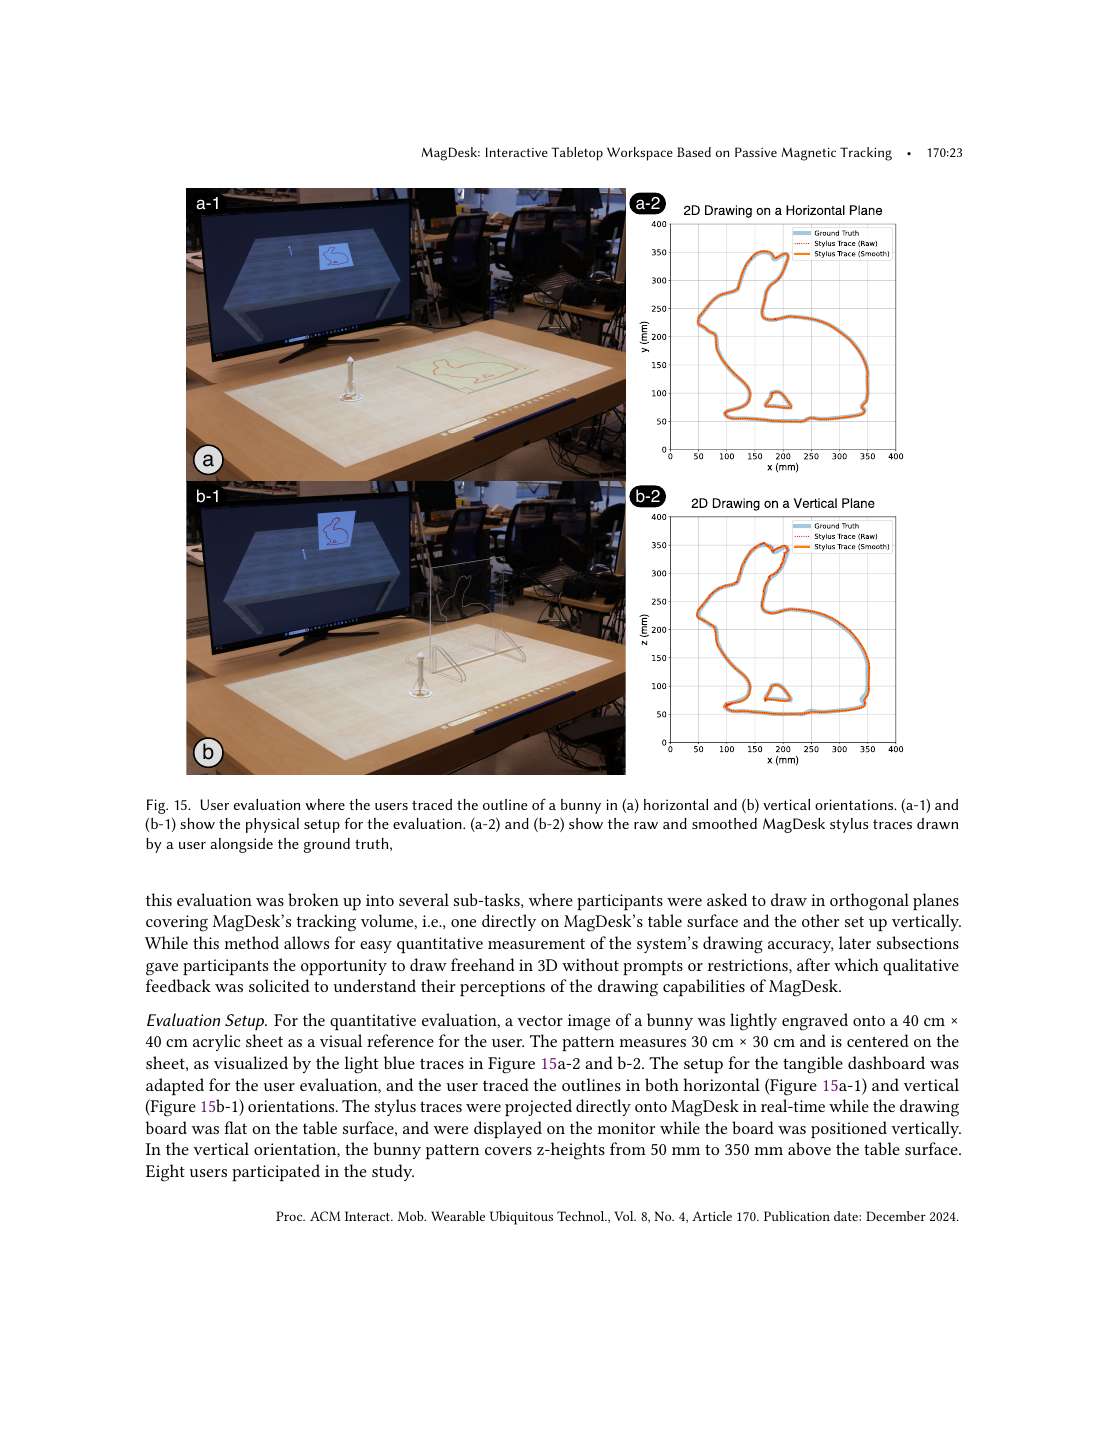 MagDesk: Interactive Tabletop Workspace Based on Passive Magnetic Tracking • 170:23
a-1
a
b-1
b
a-2
2D Drawing on a Horizontal Plane
Ground Truth
Stylus Trace (Raw)
Stylus Trace (Smooth)
y (mm)
400
350
300
250
200
150
100
50
0
0 50 100 150 200 250 300 350 400
x (mm)
b-2
2D Drawing on a Vertical Plane
Ground Truth
Stylus Trace (Raw)
Stylus Trace (Smooth)
z (mm)
400
350
300
250
200
150
100
50
0
0 50 100 150 200 250 300 350 400
x (mm)
Fig. 15. User evaluation where the users traced the outline of a bunny in (a) horizontal and (b) vertical orientations. (a-1) and
(b-1) show the physical setup for the evaluation. (a-2) and (b-2) show the raw and smoothed MagDesk stylus traces drawn
by a user alongside the ground truth,
this evaluation was broken up into several sub-tasks, where participants were asked to draw in orthogonal planes
covering MagDesk's tracking volume, i.e., one directly on MagDesk's table surface and the other set up vertically.
While this method allows for easy quantitative measurement of the system's drawing accuracy, later subsections
gave participants the opportunity to draw freehand in 3D without prompts or restrictions, after which qualitative
feedback was solicited to understand their perceptions of the drawing capabilities of MagDesk.
Evaluation Setup. For the quantitative evaluation, a vector image of a bunny was lightly engraved onto a 40 cm ×
40 cm acrylic sheet as a visual reference for the user. The pattern measures 30 cm × 30 cm and is centered on the
sheet, as visualized by the light blue traces in Figure 15a-2 and b-2. The setup for the tangible dashboard was
adapted for the user evaluation, and the user traced the outlines in both horizontal (Figure 15a-1) and vertical
(Figure 15b-1) orientations. The stylus traces were projected directly onto MagDesk in real-time while the drawing
board was flat on the table surface, and were displayed on the monitor while the board was positioned vertically.
In the vertical orientation, the bunny pattern covers z-heights from 50 mm to 350 mm above the table surface.
Eight users participated in the study.
Proc. ACM Interact. Mob. Wearable Ubiquitous Technol., Vol. 8, No. 4, Article 170. Publication date: December 2024.